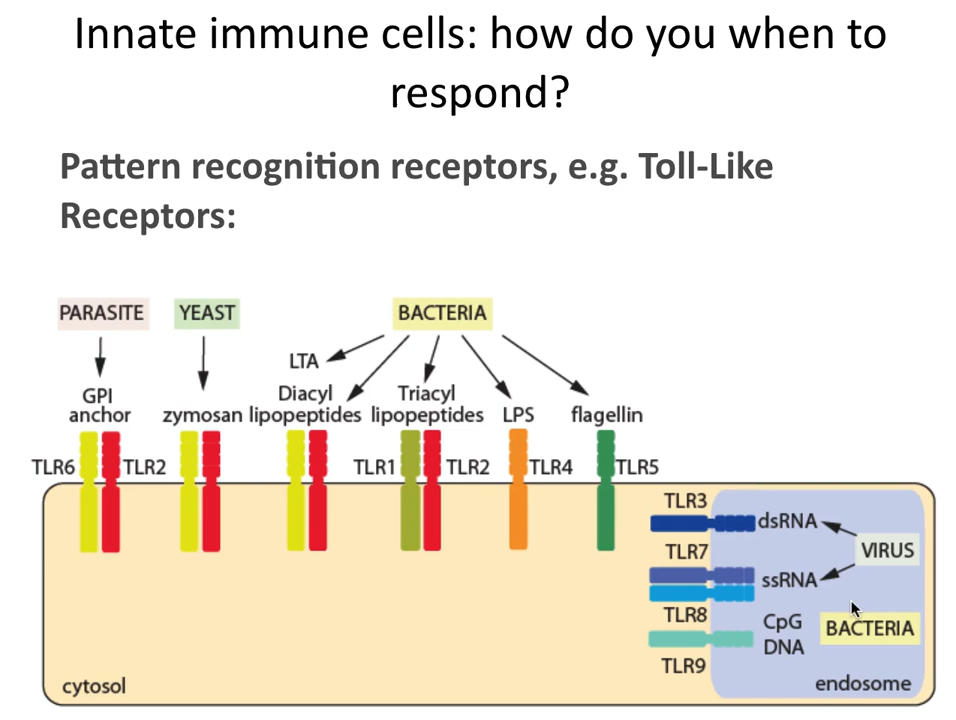 Innate immune cells: how do you when to
respond?
Pattern recognition receptors, e.g. Toll-Like
Receptors:
PARASITE
YEAST
BACTERIA
LTA
GPI
anchor
zymosan
Diacyl
lipopeptides
Triacyl
lipopeptides
LPS
flagellin
TLR6
TLR2
TLR1
TLR2
TLR4
TLR5
TLR3
dsRNA
VIRUS
TLR7
ssRNA
TLR8
CpG
DNA
BACTERIA
TLR9
cytosol
endosome